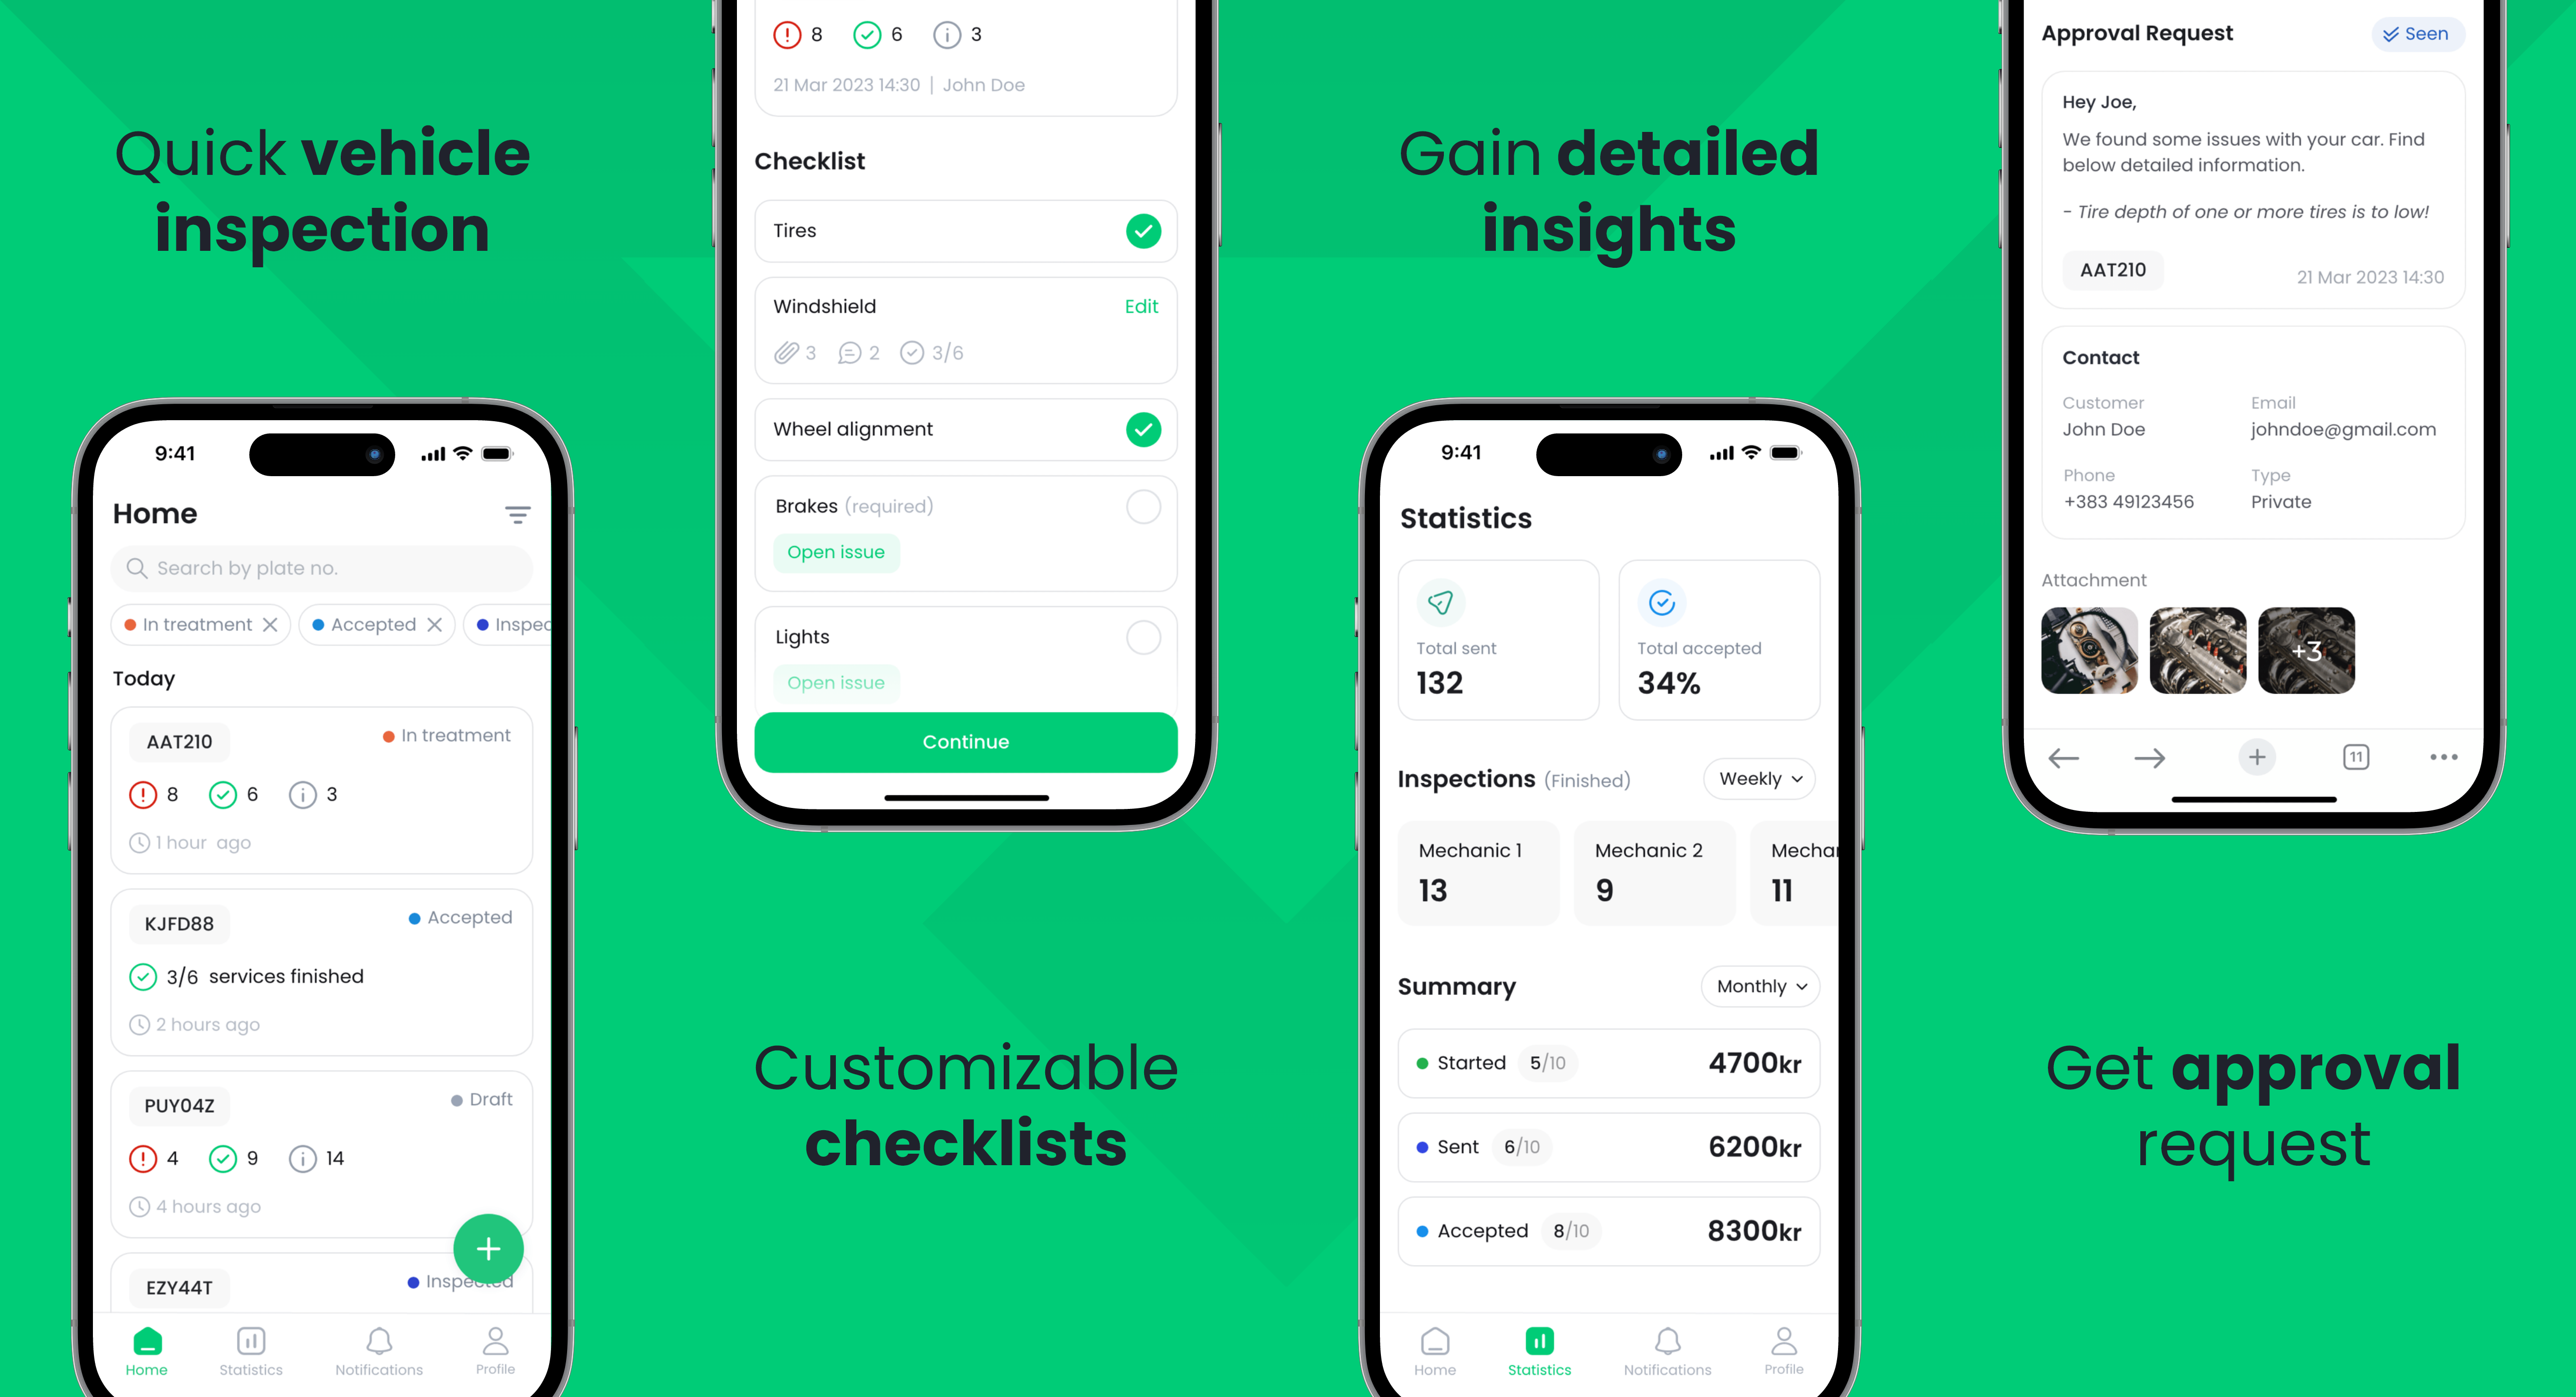 Quick vehicle
inspection
9:41
Home
Search by plate no.
In treatment
Accepted
Inspec
Today
AAT210
In treatment
8
6
3
1 hour ago
KJFD88
Accepted
3/6 services finished
2 hours ago
PUY04Z
Draft
4
9
14
4 hours ago
EZY44T
Inspected
Home
Statistics
Notifications
Profile
8
6
3
21 Mar 2023 14:30 | John Doe
Checklist
Tires
Windshield
Edit
3
2
3/6
Wheel alignment
Brakes (required)
Open issue
Lights
Open issue
Continue
Customizable
checklists
Gain detailed
insights
9:41
Statistics
Total sent
132
Total accepted
34%
Inspections (Finished)
Weekly
Mechanic 1
13
Mechanic 2
9
Mechan
11
Summary
Monthly
Started
5/10
4700kr
Sent
6/10
6200kr
Accepted
8/10
8300kr
Home
Statistics
Notifications
Profile
Approval Request
Seen
Hey Joe,
We found some issues with your car. Find
below detailed information.
- Tire depth of one or more tires is to low!
AAT210
21 Mar 2023 14:30
Contact
Customer
John Doe
Email
johndoe@gmail.com
Phone
+383 49123456
Type
Private
Attachment
+3
11
Get approval
request